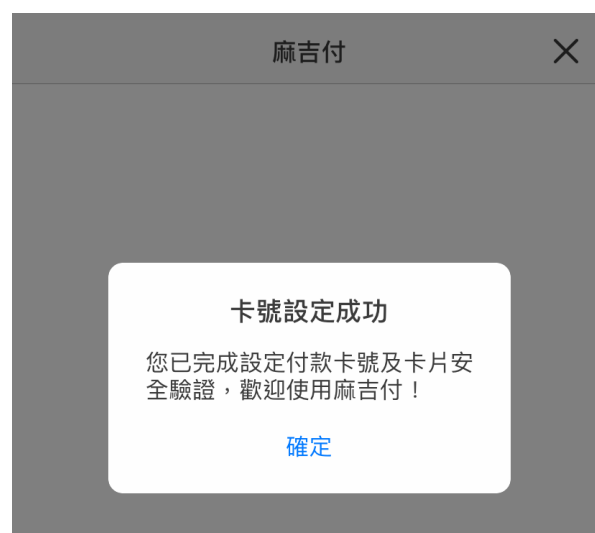 麻吉付
卡號設定成功
您已完成設定付款卡號及卡片安
全驗證，歡迎使用麻吉付！
確定